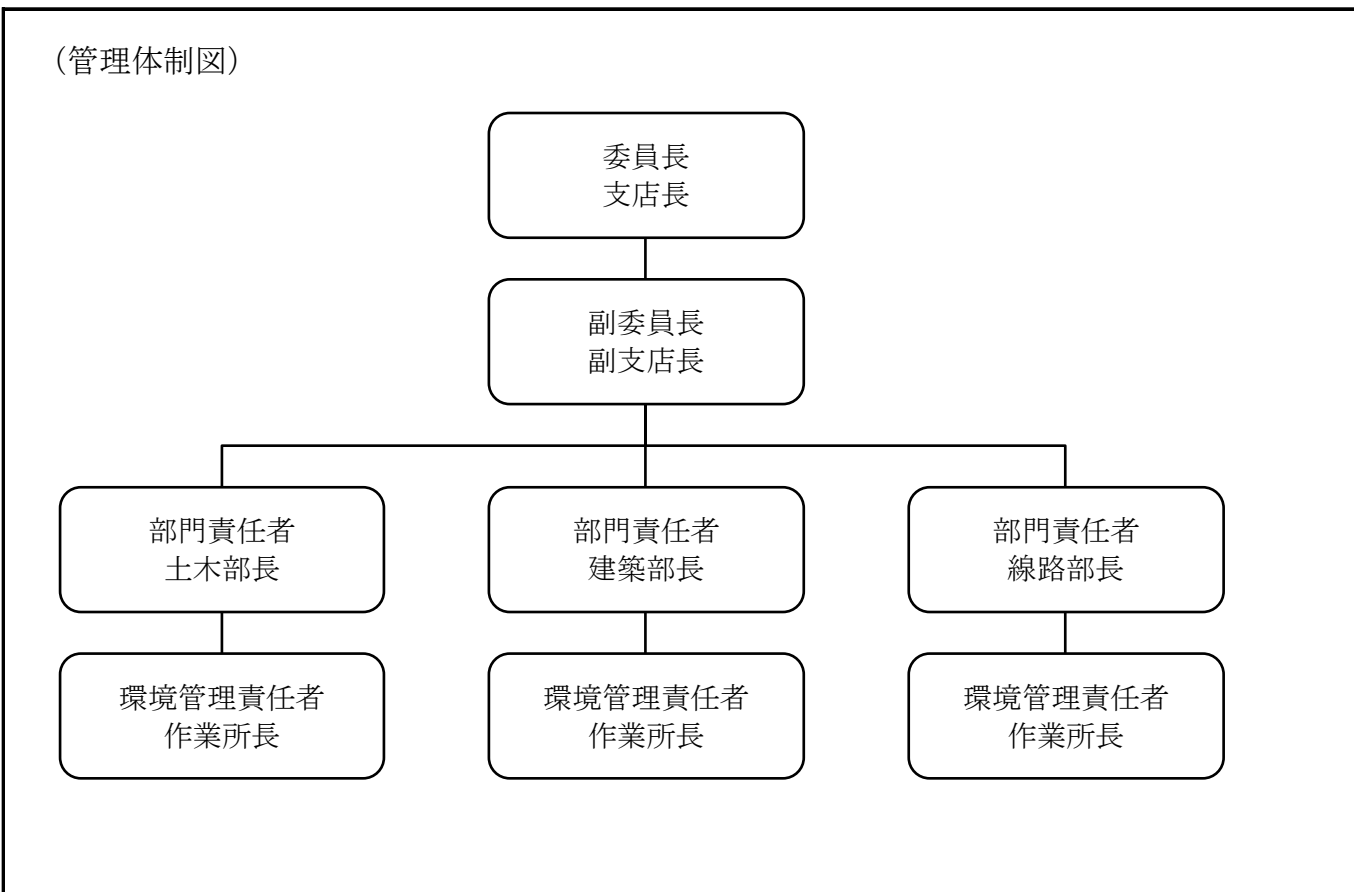 （管理体制図）
委員長
支店長
副委員長
副支店長
部門責任者
土木部長
部門責任者
建築部長
部門責任者
線路部長
環境管理責任者
作業所長
環境管理責任者
作業所長
環境管理責任者
作業所長